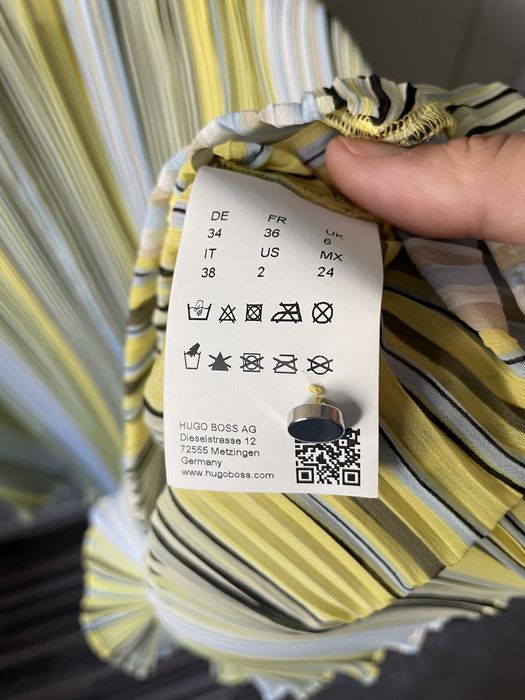 DE FR UK
34 36 6
IT US MX
38 2 24
HUGO BOSS AG
Dieselstrasse 12
72555 Metzingen
Germany
www.hugoboss.com